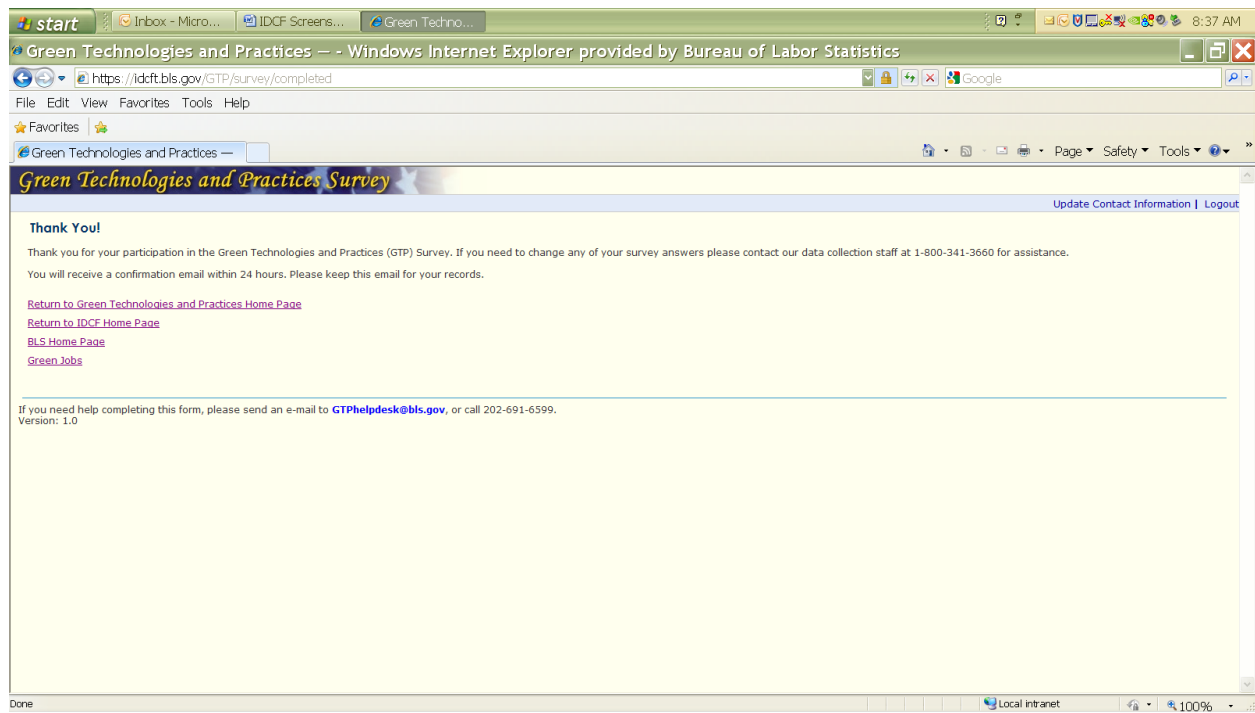 start Inbox - Micro... IDCF Screens... Green Techno... 8:37 AM
Green Technologies and Practices — - Windows Internet Explorer provided by Bureau of Labor Statistics
https://idcft.bls.gov/GTP/survey/completed Google
File Edit View Favorites Tools Help
Favorites
Green Technologies and Practices — Page Safety Tools
Green Technologies and Practices Survey
Update Contact Information | Logout
Thank You!
Thank you for your participation in the Green Technologies and Practices (GTP) Survey. If you need to change any of your survey answers please contact our data collection staff at 1-800-341-3660 for assistance.
You will receive a confirmation email within 24 hours. Please keep this email for your records.
Return to Green Technologies and Practices Home Page
Return to IDCF Home Page
BLS Home Page
Green Jobs
If you need help completing this form, please send an e-mail to GTPhelpdesk@bls.gov, or call 202-691-6599.
Version: 1.0
Done Local intranet 100%